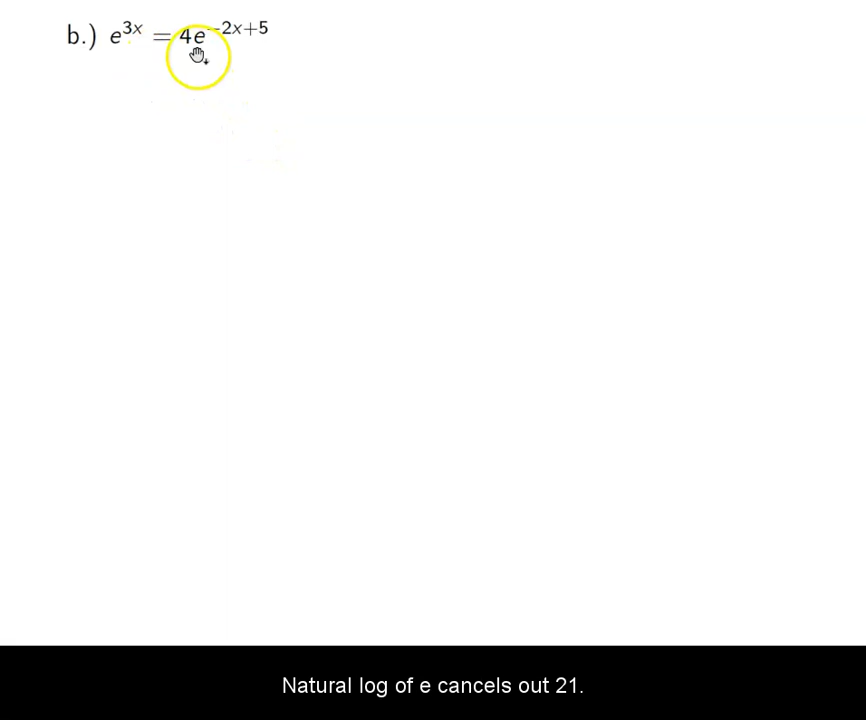 b.) e^{3x} = 4e^{-2x+5}
Natural log of e cancels out 21.